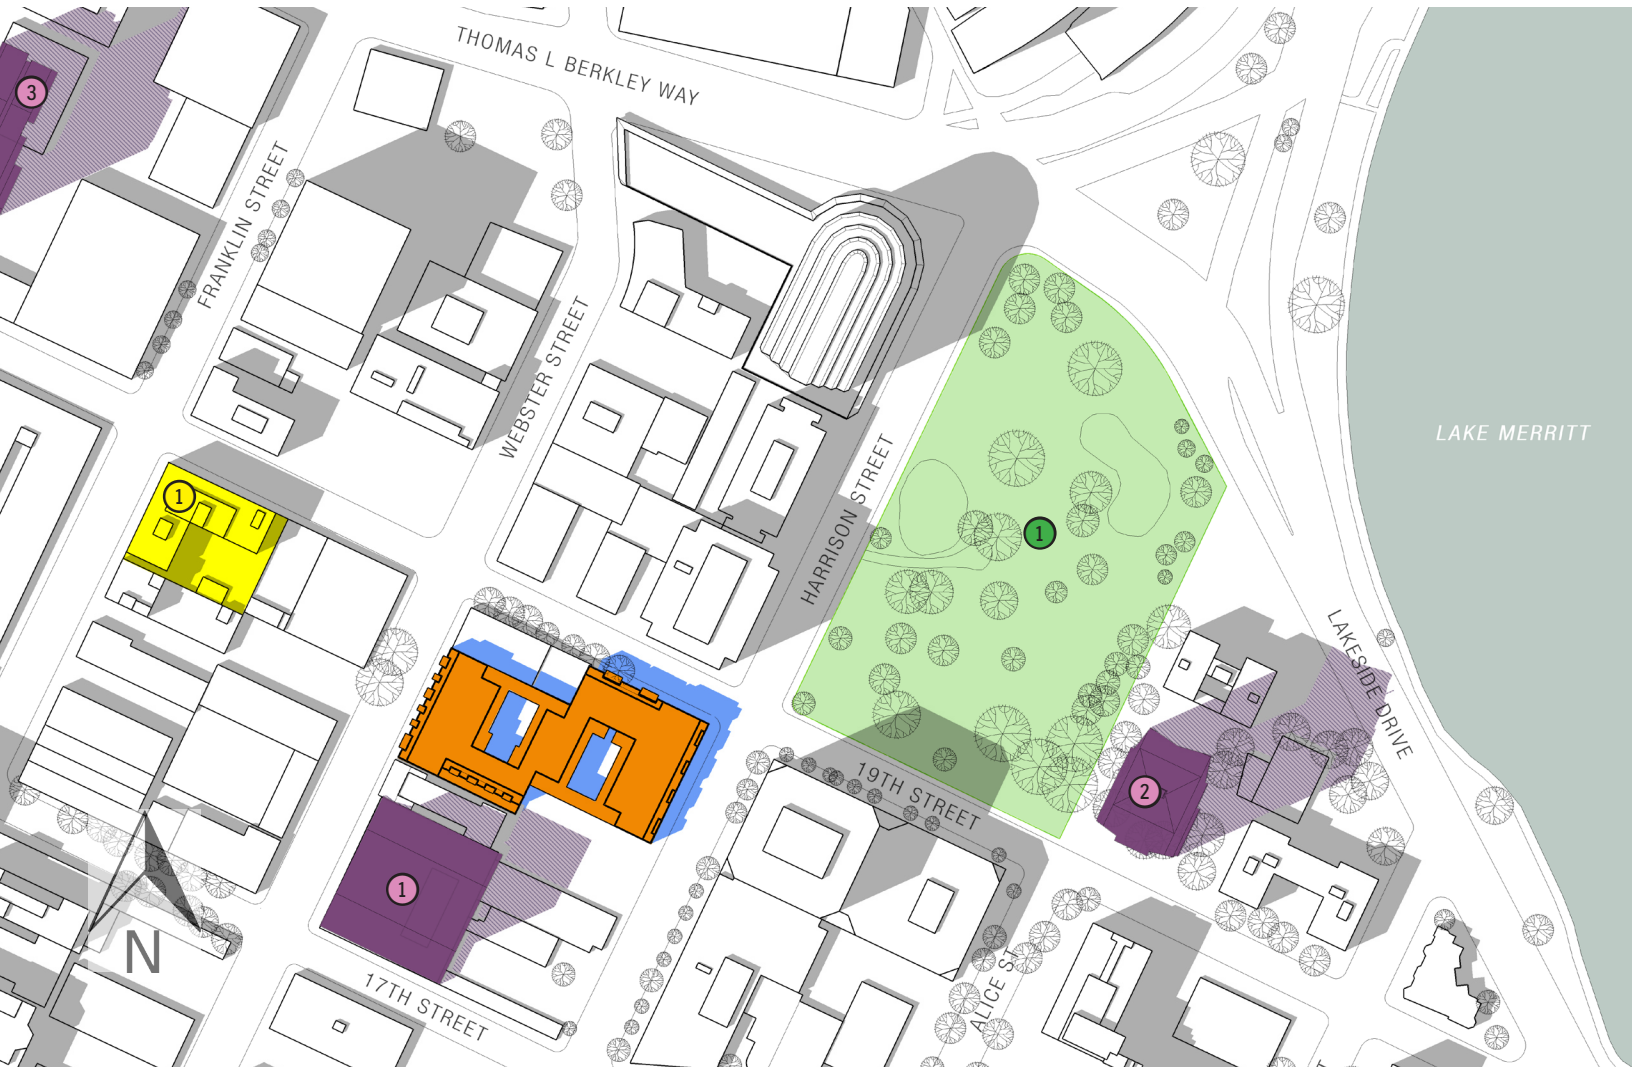 THOMAS L BERKLEY WAY
3
FRANKLIN STREET
WEBSTER STREET
LAKE MERRITT
HARRISON STREET
1
1
LAKESIDE DRIVE
19TH STREET
2
1
N
17TH STREET
ALICE ST